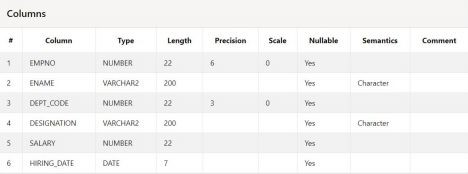 Columns
# Column Type Length Precision Scale Nullable Semantics Comment
1 EMPNO NUMBER 22 6 0 Yes
2 ENAME VARCHAR2 200 Yes Character
3 DEPT_CODE NUMBER 22 3 0 Yes
4 DESIGNATION VARCHAR2 200 Yes Character
5 SALARY NUMBER 22 Yes
6 HIRING_DATE DATE 7 Yes